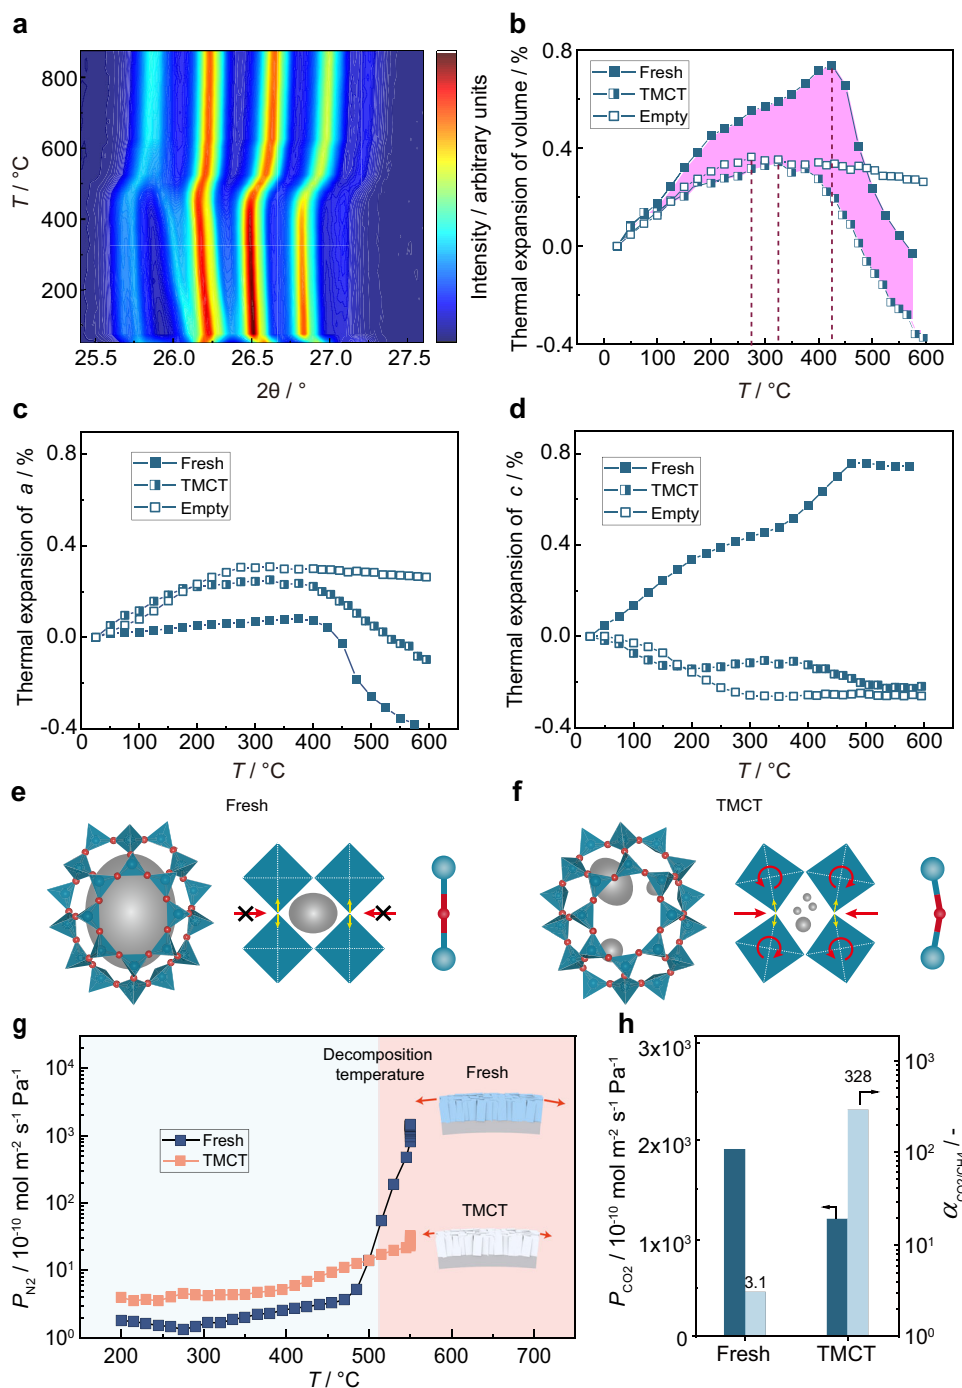 a
800
600
400
200
T / °C
25.5
26.0
26.5
27.0
27.5
2θ / °
Intensity / arbitrary units
b
Thermal expansion of volume / %
0.8
0.4
0.0
-0.4
Fresh
TMCT
Empty
0
100
200
300
400
500
600
T / °C
c
Thermal expansion of a / %
0.8
0.4
0.0
-0.4
Fresh
TMCT
Empty
0
100
200
300
400
500
600
T / °C
d
Thermal expansion of c / %
0.8
0.4
0.0
-0.4
Fresh
TMCT
Empty
0
100
200
300
400
500
600
T / °C
e
Fresh
f
TMCT
g
P_N2 / 10^-10 mol m^-2 s^-1 Pa^-1
10^4
10^3
10^2
10^1
10^0
Decomposition
temperature
Fresh
TMCT
Fresh
TMCT
200
300
400
500
600
700
T / °C
h
P_CO2 / 10^-10 mol m^-2 s^-1 Pa^-1
3x10^3
2x10^3
1x10^3
0
3.1
328
10^3
10^2
10^1
10^0
α_CO2/CH4 / -
Fresh
TMCT